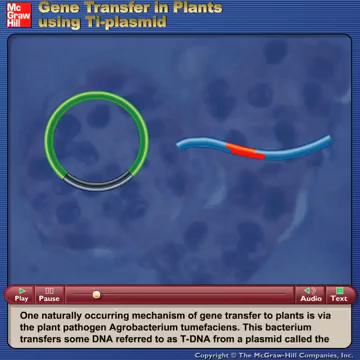 Mc
Graw
Hill
Gene Transfer in Plants
using Ti-plasmid
Play
Pause
Audio
Text
One naturally occurring mechanism of gene transfer to plants is via
the plant pathogen Agrobacterium tumefaciens. This bacterium
transfers some DNA referred to as T-DNA from a plasmid called the
Copyright © The McGraw-Hill Companies, Inc.